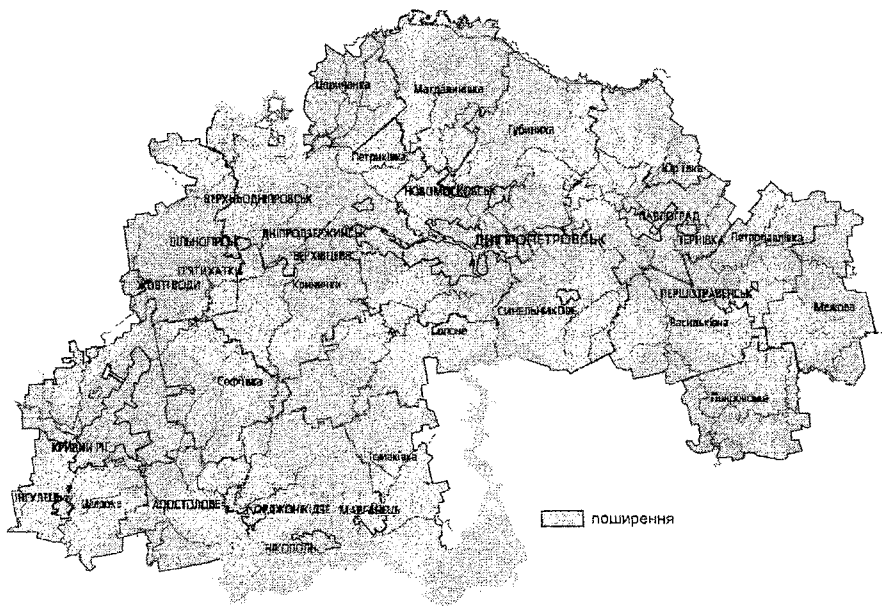 Царичанка
Магдалинівка
Губиниха
Петриківка
Юр'ївка
НОВОМОСКОВСЬК
ВЕРХНЬОДНІПРОВСЬК
ПАВЛОГРАД
ДНІПРОДЗЕРЖИНСЬК
ДНІПРОПЕТРОВСЬК
ВІЛЬНОГІРСЬК
ТЕРНІВКА
Петропавлівка
ВЕРХІВЦЕВЕ
П'ЯТИХАТКИ
ЖОВТІ ВОДИ
Кринички
ПЕРШОТРАВЕНСЬК
Межова
СИНЕЛЬНИКОВЕ
Васильківка
Солоне
Софіївка
Покровське
КРИВИЙ РІГ
Томаківка
ІНГУЛЕЦЬ
Широке
АПОСТОЛОВЕ
ОРДЖОНІКІДЗЕ
МАРГАНЕЦЬ
поширення
НІКОПОЛЬ